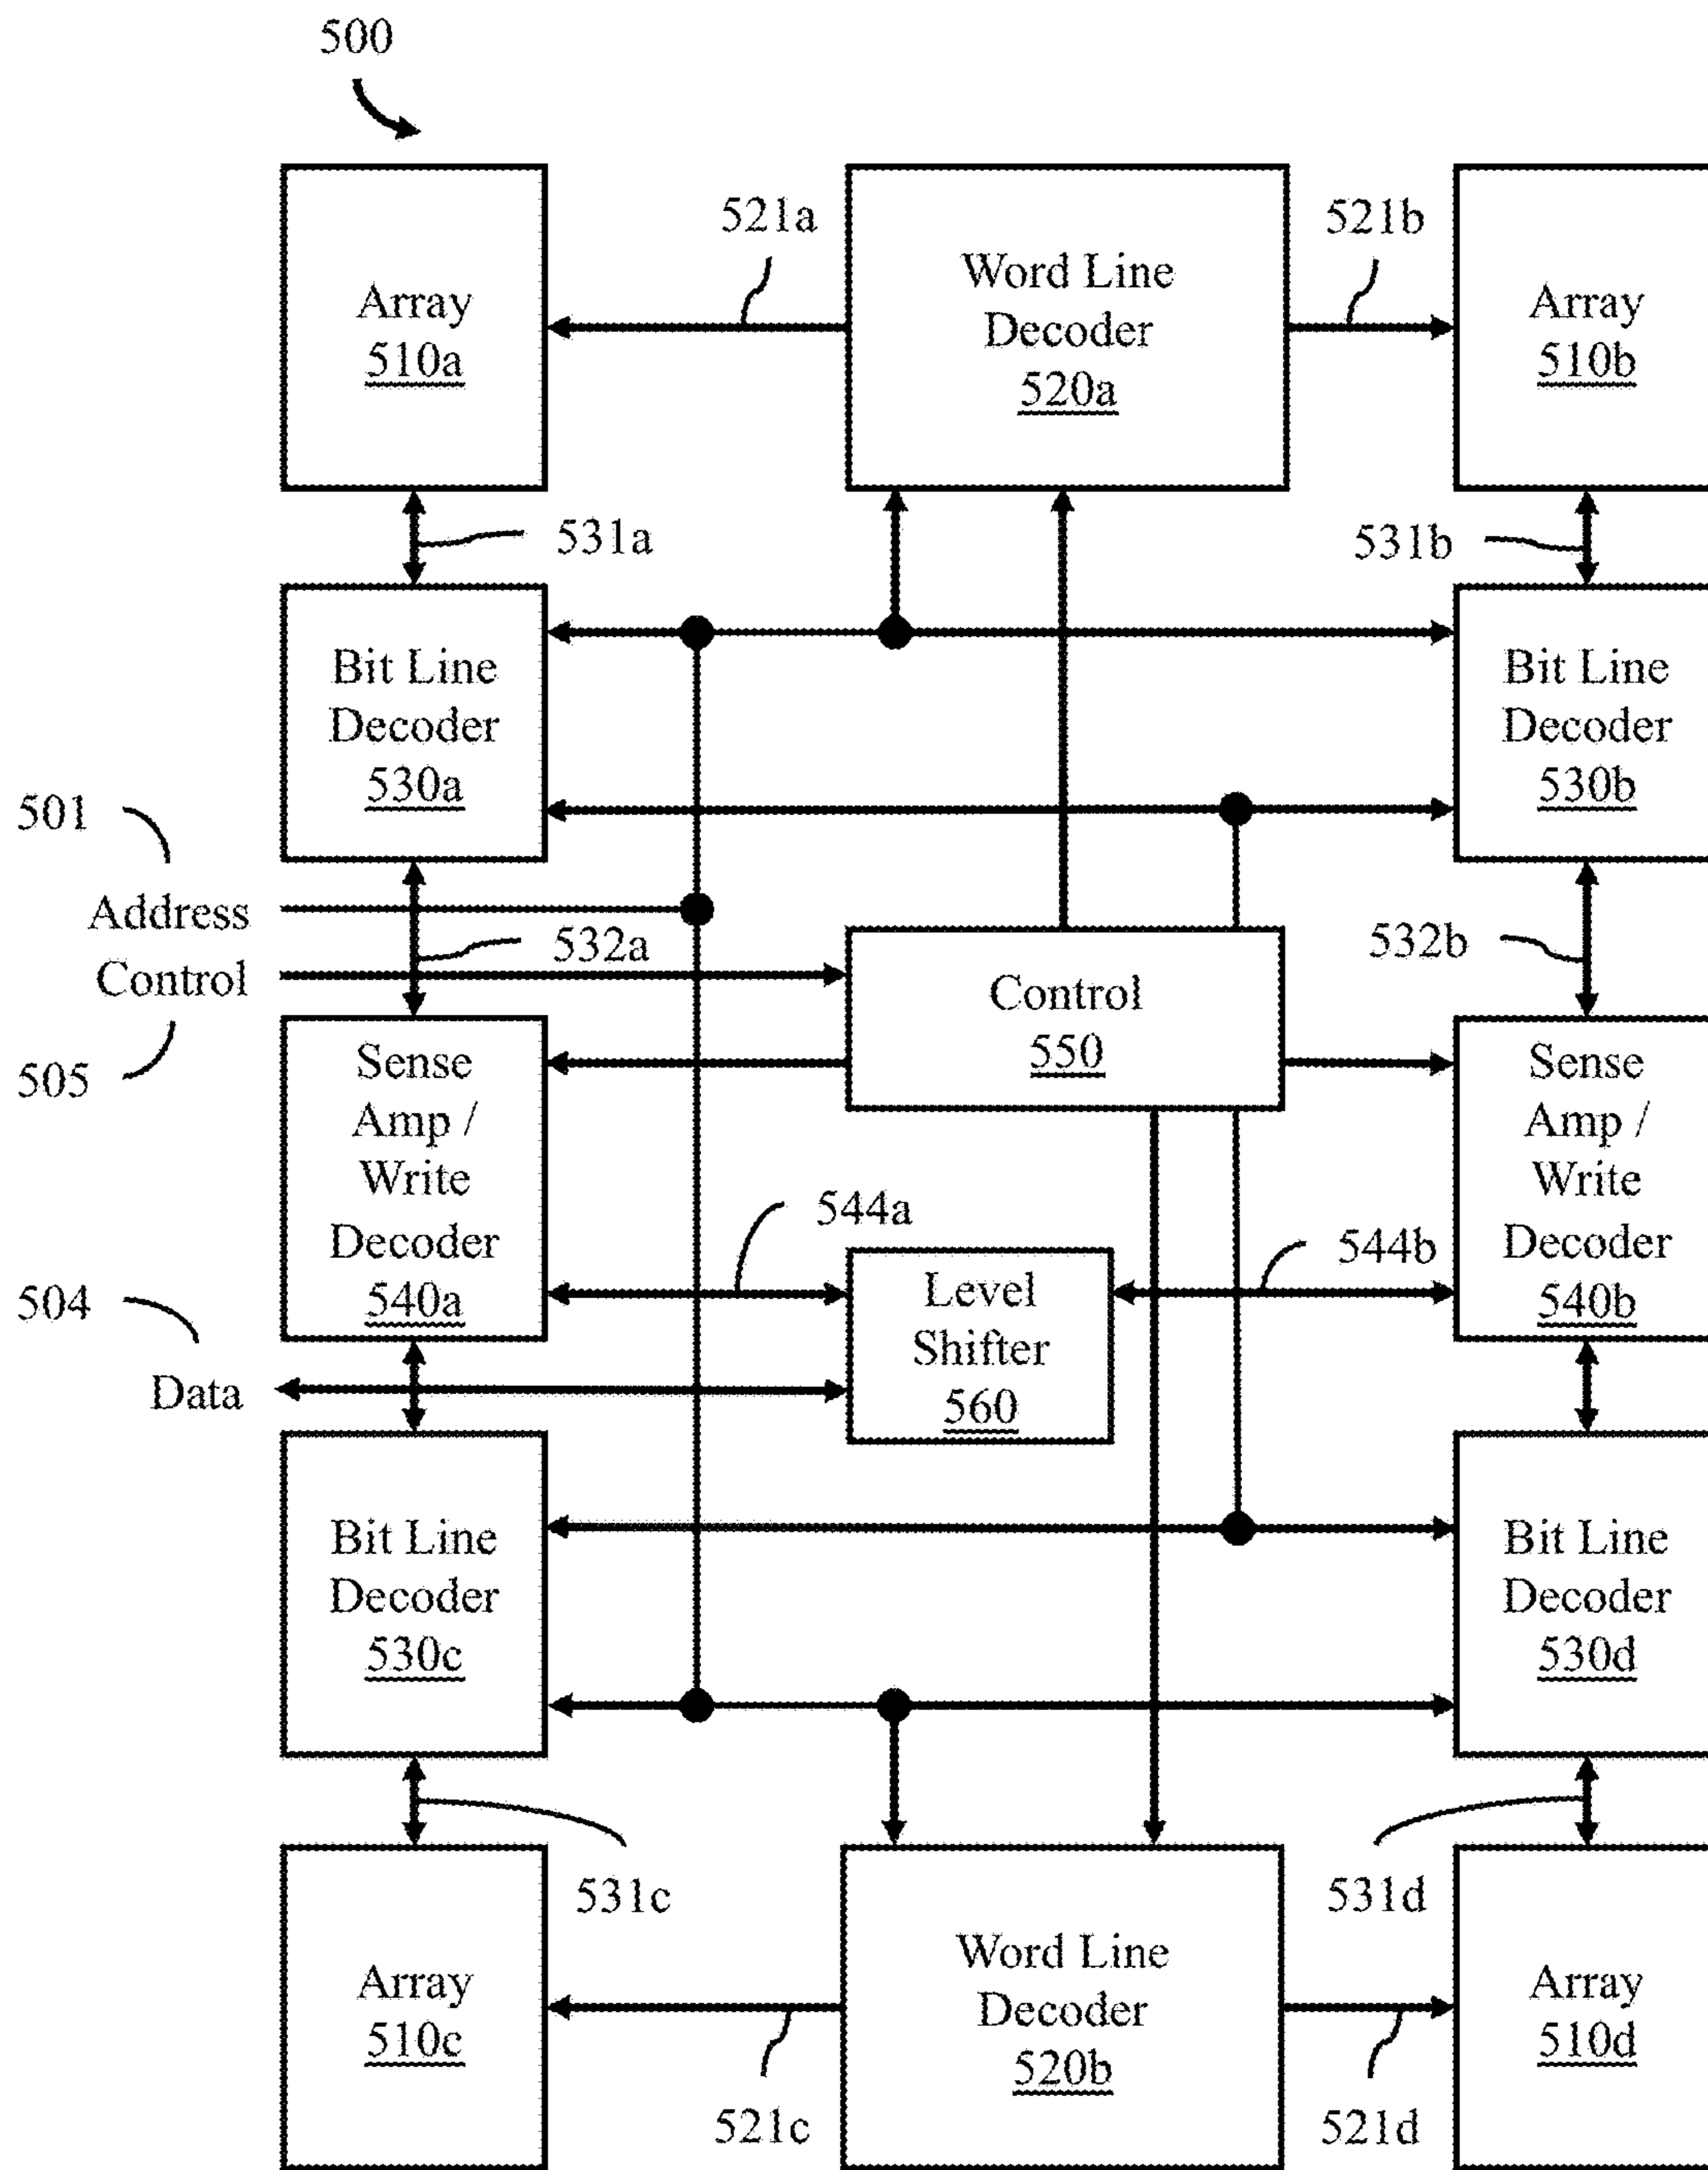 500
521a
521b
Array
510a
Word Line
Decoder
520a
Array
510b
531a
531b
Bit Line
Decoder
530a
Bit Line
Decoder
530b
501
Address
Control
505
532a
532b
Control
550
Sense
Amp /
Write
Decoder
540a
Sense
Amp /
Write
Decoder
540b
544a
544b
504
Data
Level
Shifter
560
Bit Line
Decoder
530c
Bit Line
Decoder
530d
531c
531d
Array
510c
Word Line
Decoder
520b
Array
510d
521c
521d